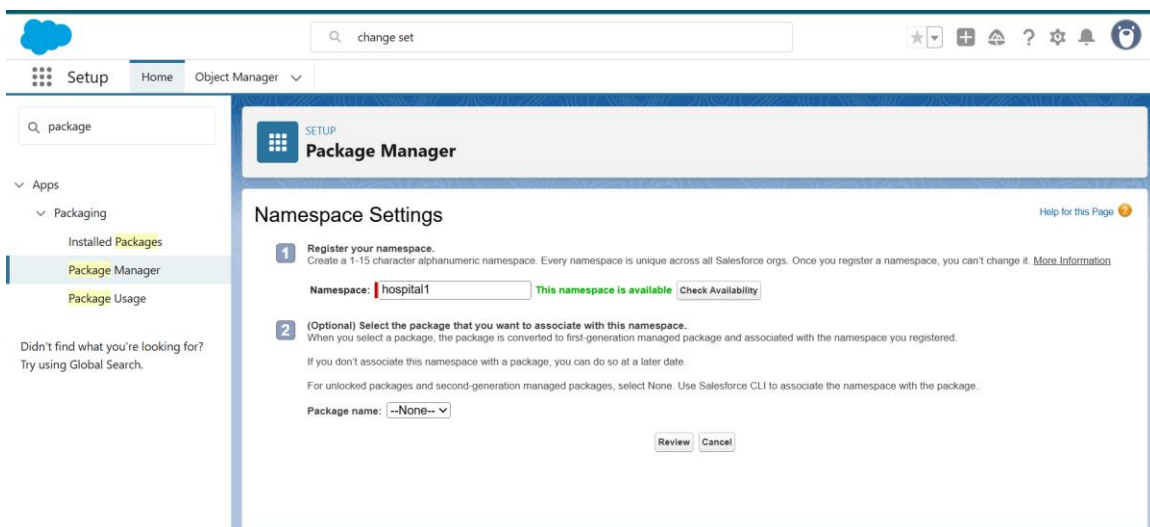 change set
Setup
Home
Object Manager
package
Apps
Packaging
Installed Packages
Package Manager
Package Usage
Didn't find what you're looking for?
Try using Global Search.
SETUP
Package Manager
Namespace Settings
Help for this Page
1
Register your namespace.
Create a 1-15 character alphanumeric namespace. Every namespace is unique across all Salesforce orgs. Once you register a namespace, you can't change it. More Information
Namespace: hospital1 This namespace is available Check Availability
2
(Optional) Select the package that you want to associate with this namespace.
When you select a package, the package is converted to first-generation managed package and associated with the namespace you registered.
If you don't associate this namespace with a package, you can do so at a later date.
For unlocked packages and second-generation managed packages, select None. Use Salesforce CLI to associate the namespace with the package.
Package name: --None--
Review Cancel